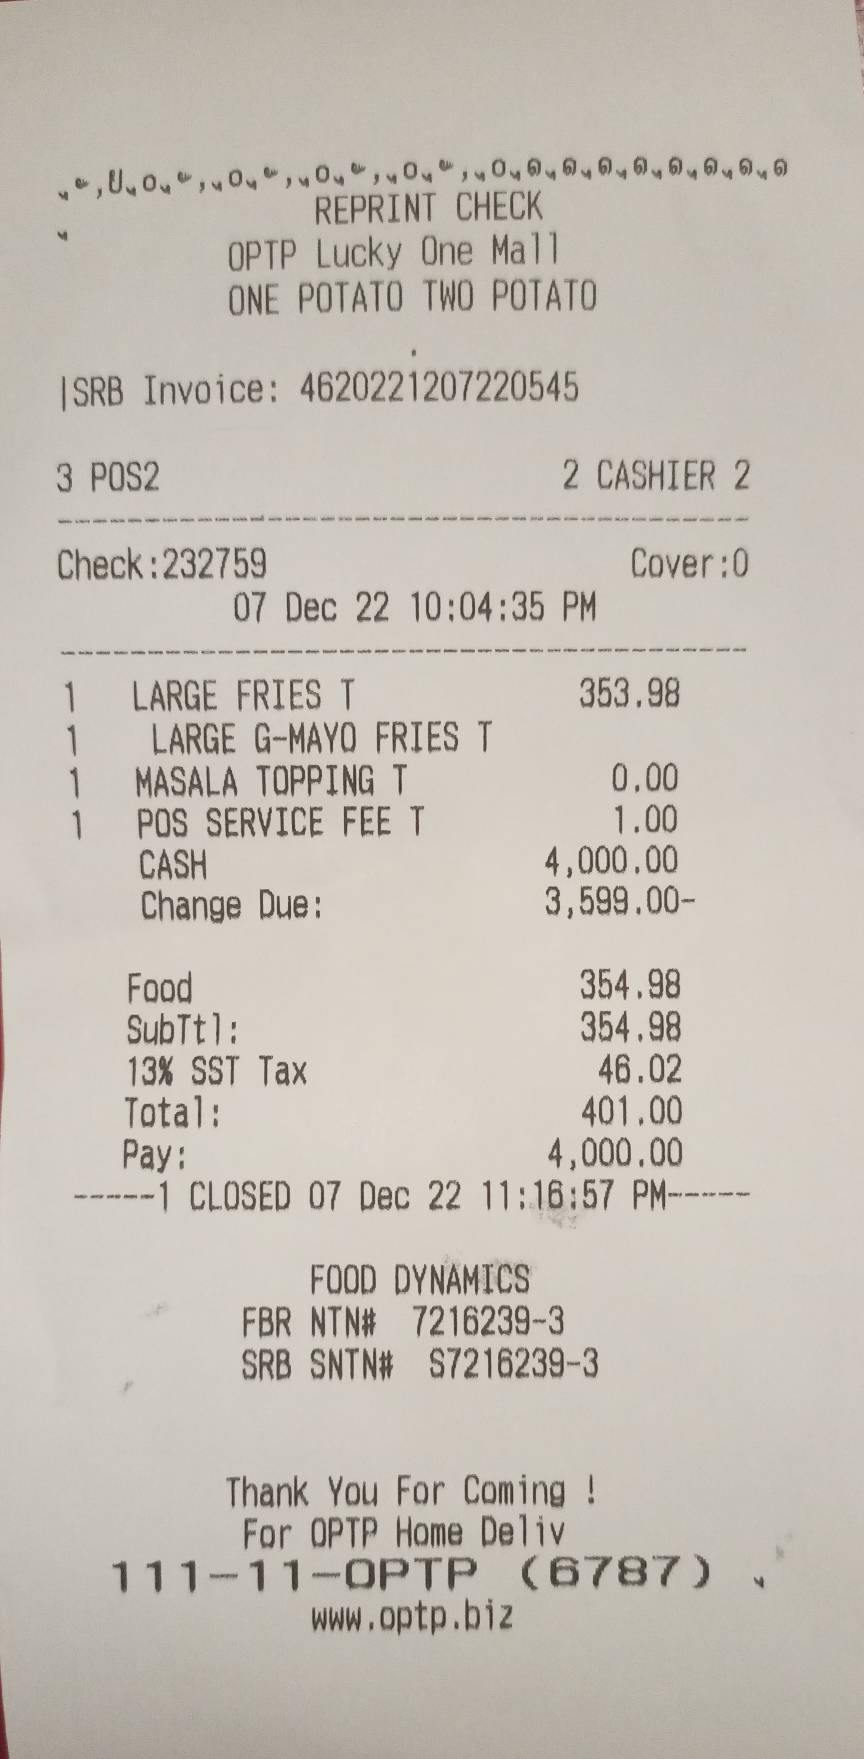 REPRINT CHECK
OPTP Lucky One Mall
ONE POTATO TWO POTATO
|SRB Invoice: 4620221207220545
3 POS2 2 CASHIER 2
--------------------------------------------
Check:232759 Cover:0
07 Dec 22 10:04:35 PM
--------------------------------------------
1 LARGE FRIES T 353.98
1 LARGE G-MAYO FRIES T
1 MASALA TOPPING T 0.00
1 POS SERVICE FEE T 1.00
CASH 4,000.00
Change Due: 3,599.00-
Food 354.98
SubTtl: 354.98
13% SST Tax 46.02
Total: 401.00
Pay: 4,000.00
-----1 CLOSED 07 Dec 22 11:16:57 PM-----
FOOD DYNAMICS
FBR NTN# 7216239-3
SRB SNTN# S7216239-3
Thank You For Coming !
For OPTP Home Deliv
111-11-OPTP (6787)
www.optp.biz